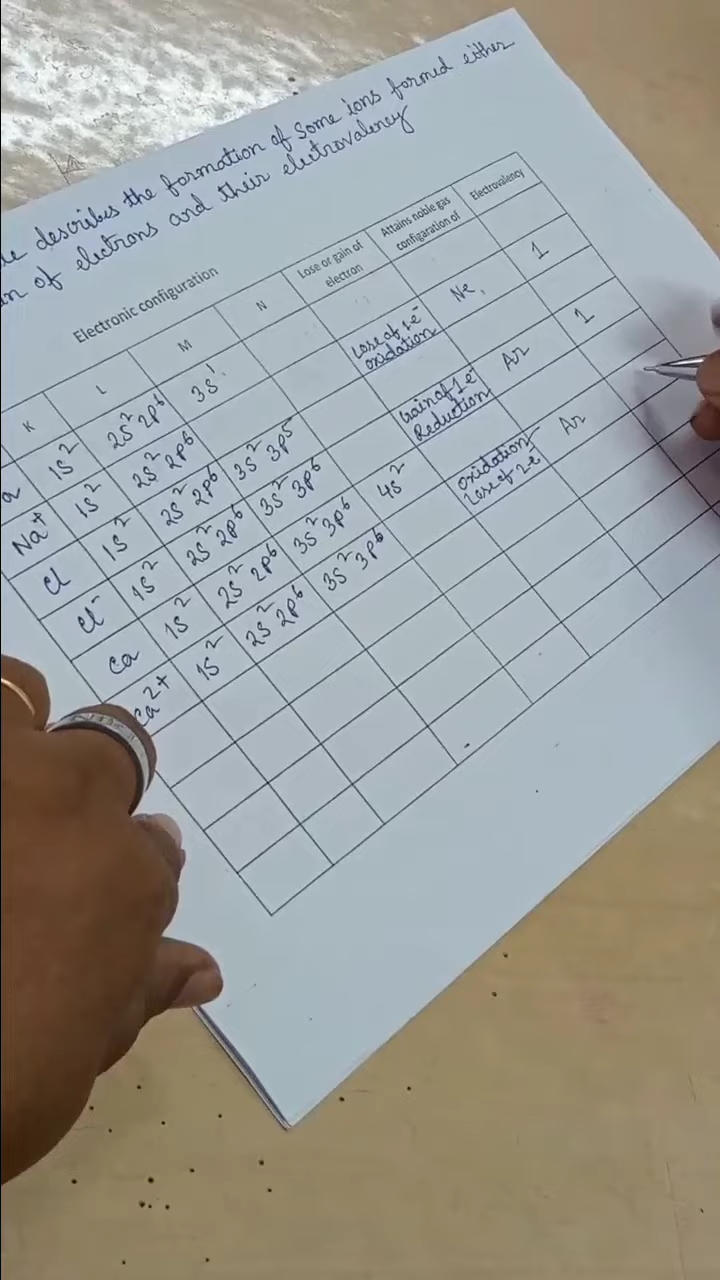 describes the formation of some ions formed either
of electrons and their electrovalency
Electronic configuration
Lose or gain of
electron
Attains noble gas
configaration of
Electrovalency
K L M N
1s² 2s² 2p⁶ 3s¹
Na⁺ 1s² 2s² 2p⁶ Lose of 1e⁻ oxidation Ne 1
Cl 1s² 2s² 2p⁶ 3s² 3p⁵
Cl⁻ 1s² 2s² 2p⁶ 3s² 3p⁶ Gain of 1e⁻ Reduction Ar 1
Ca 1s² 2s² 2p⁶ 3s² 3p⁶ 4s²
Ca²⁺ 1s² 2s² 2p⁶ 3s² 3p⁶ oxidation Lose of 2e⁻ Ar